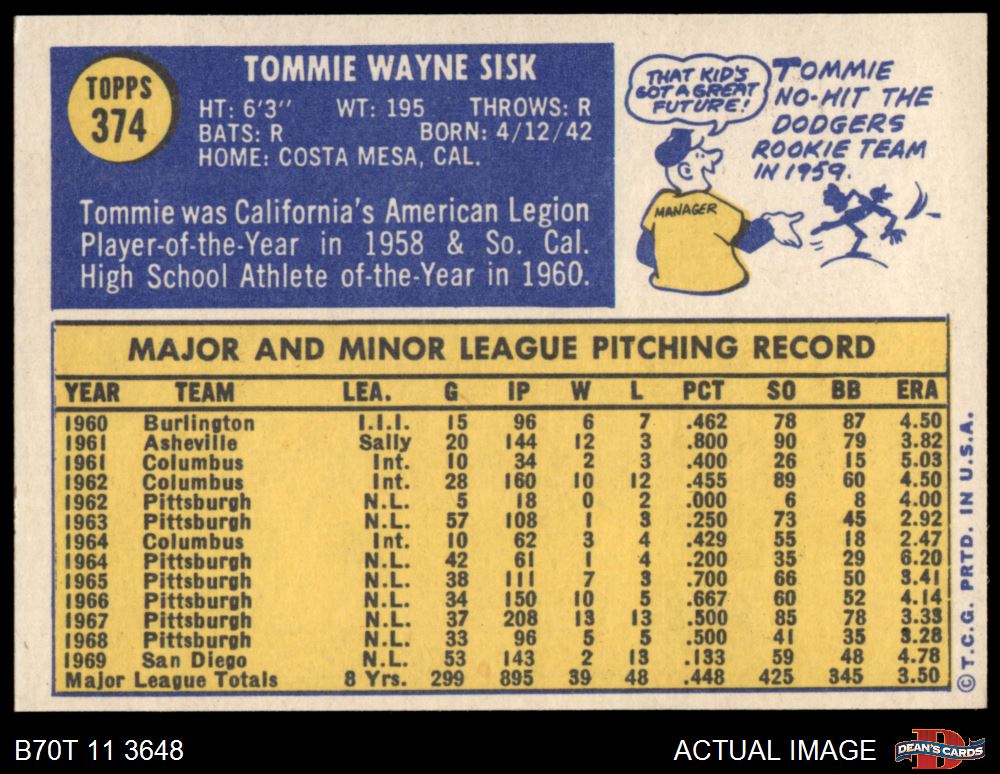 TOPPS
374
TOMMIE WAYNE SISK
HT: 6'3" WT: 195 THROWS: R
BATS: R BORN: 4/12/42
HOME: COSTA MESA, CAL.
Tommie was California's American Legion
Player-of-the-Year in 1958 & So. Cal.
High School Athlete of-the-Year in 1960.
THAT KID'S
GOT A GREAT
FUTURE!
TOMMIE
NO-HIT THE
DODGERS
ROOKIE TEAM
IN 1959.
MANAGER
MAJOR AND MINOR LEAGUE PITCHING RECORD
YEAR TEAM LEA. G IP W L PCT SO BB ERA
1960 Burlington I.I.I. 15 96 6 7 .462 78 87 4.50
1961 Asheville Sally 20 144 12 3 .800 90 79 3.82
1961 Columbus Int. 10 34 2 3 .400 26 15 5.03
1962 Columbus Int. 28 160 10 12 .455 89 60 4.50
1962 Pittsburgh N.L. 5 18 0 2 .000 6 8 4.00
1963 Pittsburgh N.L. 57 108 1 3 .250 73 45 2.92
1964 Columbus Int. 10 62 3 4 .429 55 18 2.47
1964 Pittsburgh N.L. 42 61 1 4 .200 35 29 6.20
1965 Pittsburgh N.L. 38 111 7 3 .700 66 50 3.41
1966 Pittsburgh N.L. 34 150 10 5 .667 60 52 4.14
1967 Pittsburgh N.L. 37 208 13 13 .500 85 78 3.33
1968 Pittsburgh N.L. 33 96 5 5 .500 41 35 3.28
1969 San Diego N.L. 53 143 2 13 .133 59 48 4.78
Major League Totals 8 Yrs. 299 895 39 48 .448 425 345 3.50
© T.C.G. PRTD. IN U.S.A.
B70T 11 3648
ACTUAL IMAGE
DEAN'S CARDS